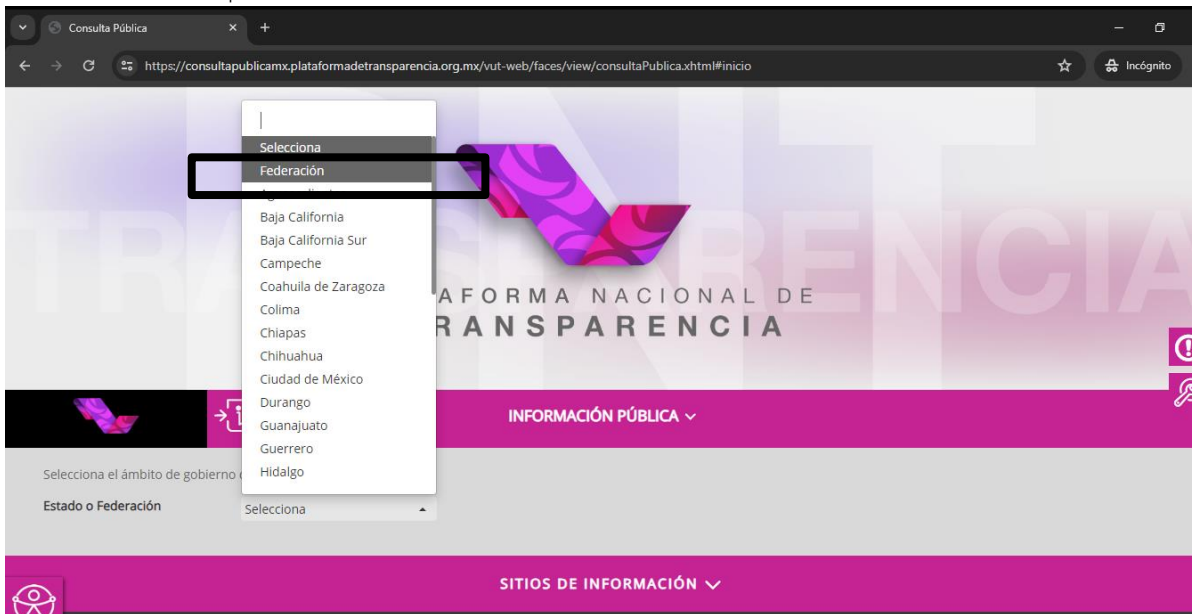 Consulta Pública
https://consultapublicamx.plataformadetransparencia.org.mx/vut-web/faces/view/consultaPublica.xhtml#inicio
Incógnito
Selecciona
Federación
Baja California
Baja California Sur
Campeche
Coahuila de Zaragoza
Colima
Chiapas
Chihuahua
Ciudad de México
Durango
Guanajuato
Guerrero
Hidalgo
AFORMA NACIONAL DE
RANSPARENCIA
INFORMACIÓN PÚBLICA
Selecciona el ámbito de gobierno
Estado o Federación
Selecciona
SITIOS DE INFORMACIÓN